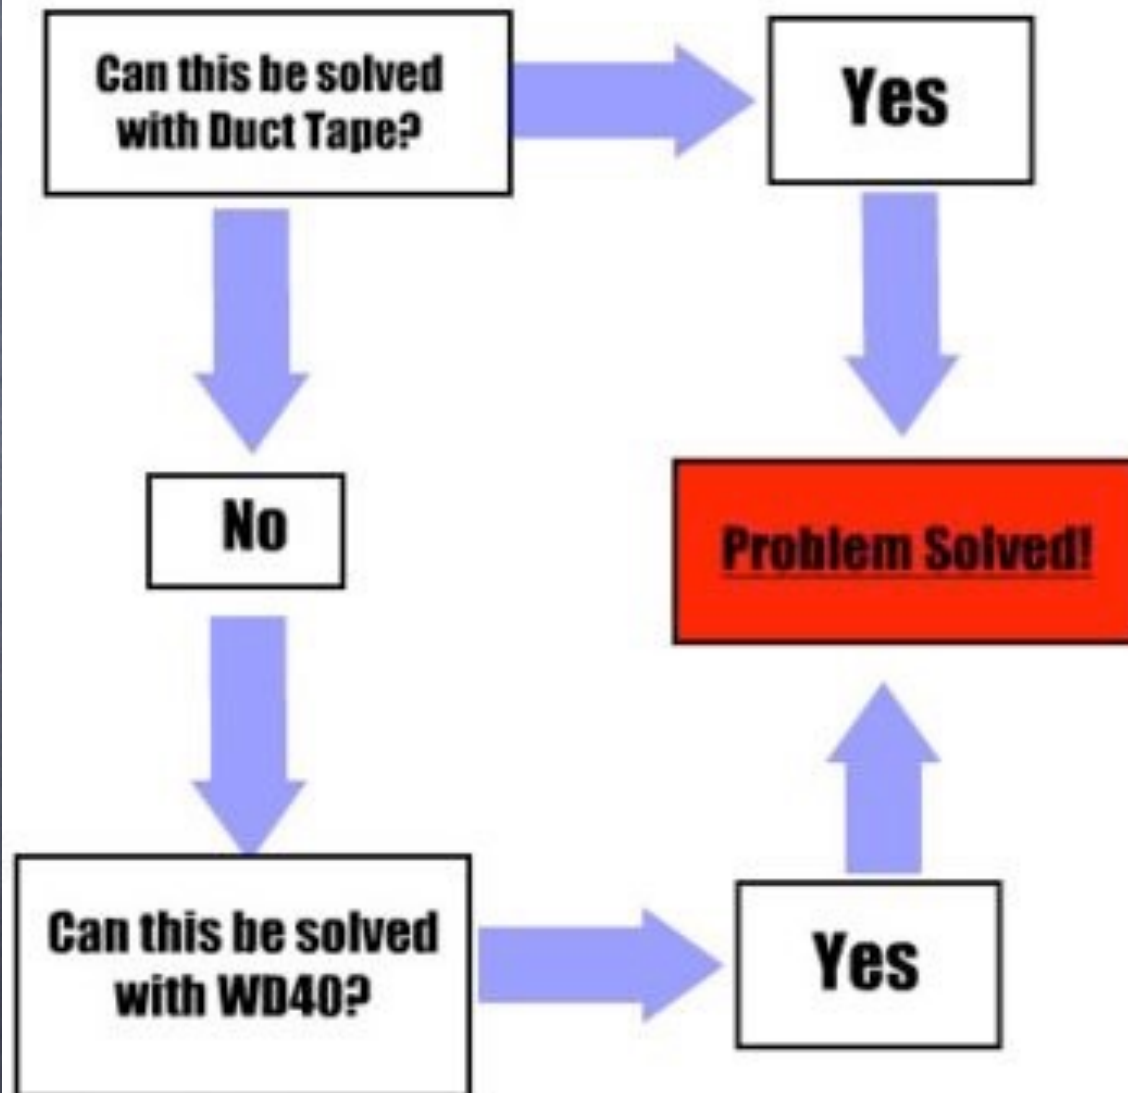 Can this be solved
with Duct Tape?
Yes
No
Problem Solved!
Can this be solved
with WD40?
Yes